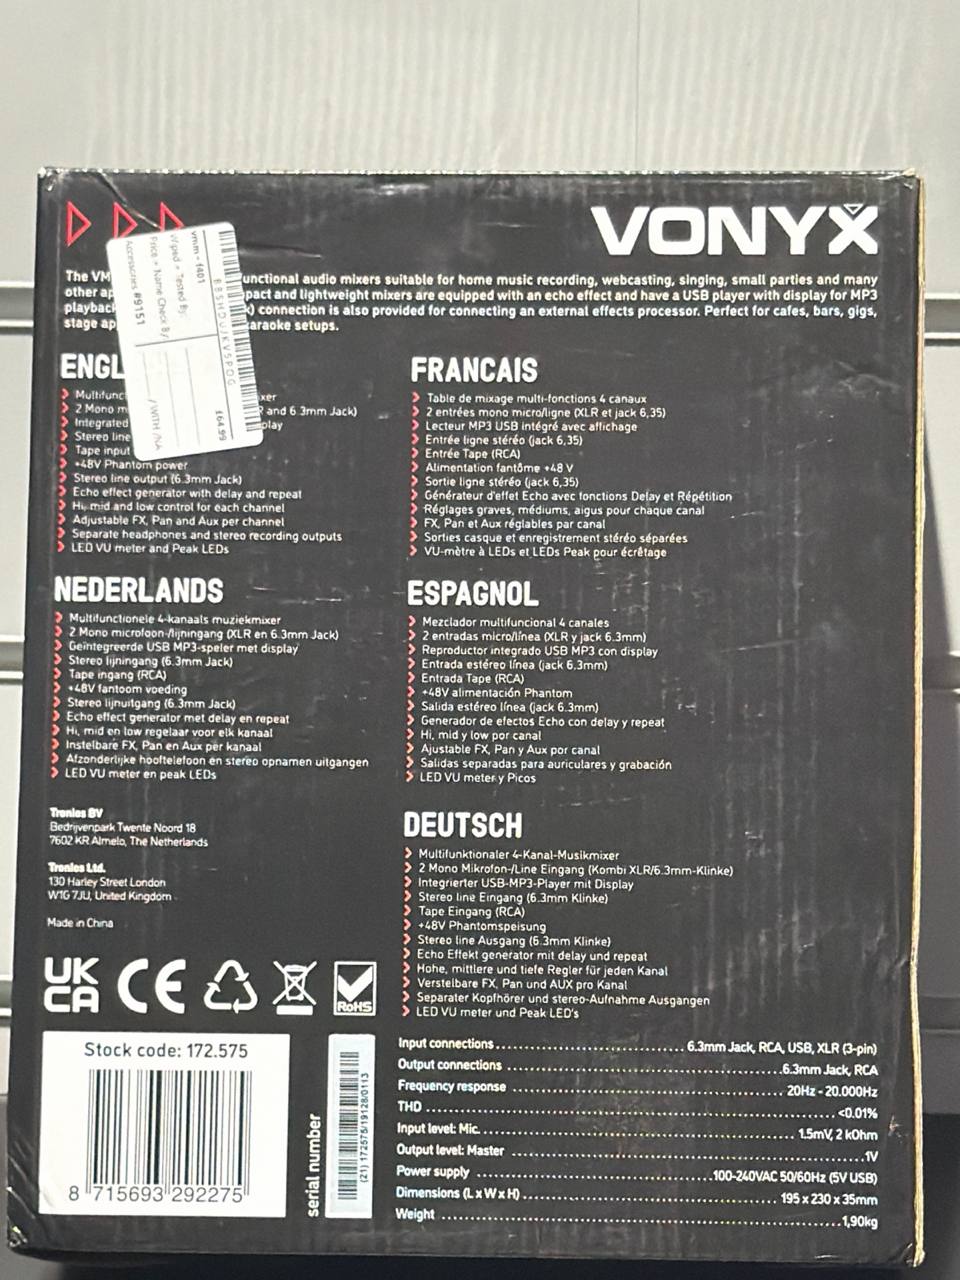 VONYX
The VM
unctional audio mixers suitable for home music recording, webcasting, singing, small parties and many
other ap
pact and lightweight mixers are equipped with an echo effect and have a USB player with display for MP3
playback
) connection is also provided for connecting an external effects processor. Perfect for cafes, bars, gigs,
stage ap
araoke setups.
vmm-f401
Wiped = Tested By:
Price = Name Check By
Accessories #9151
/WITH /NA
£64.99
ENGL
Multifunc
xer
2 Mono m
R and 6.3mm Jack)
Integrated
play
Stereo line
Tape input
+48V Phantom power
Stereo line output (6.3mm Jack)
Echo effect generator with delay and repeat
Hi, mid and low control for each channel
Adjustable FX, Pan and Aux per channel
Separate headphones and stereo recording outputs
LED VU meter and Peak LEDs
FRANCAIS
Table de mixage multi-fonctions 4 canaux
2 entrées mono micro/ligne (XLR et jack 6,35)
Lecteur MP3 USB intégré avec affichage
Entrée ligne stéréo (jack 6,35)
Entrée Tape (RCA)
Alimentation fantôme +48 V
Sortie ligne stéréo (jack 6,35)
Générateur d'effet Echo avec fonctions Delay et Répétition
Réglages graves, médiums, aigus pour chaque canal
FX, Pan et Aux réglables par canal
Sorties casque et enregistrement stéréo séparées
VU-mètre à LEDs et LEDs Peak pour écrêtage
NEDERLANDS
Multifunctionele 4-kanaals muziekmixer
2 Mono microfoon-/lijningang (XLR en 6.3mm Jack)
Geïntegreerde USB MP3-speler met display
Stereo lijningang (6.3mm Jack)
Tape ingang (RCA)
+48V fantoom voeding
Stereo lijnuitgang (6.3mm Jack)
Echo effect generator met delay en repeat
Hi, mid en low regelaar voor elk kanaal
Instelbare FX, Pan en Aux per kanaal
Afzonderlijke hooftelefoon en stereo opnamen uitgangen
LED VU meter en peak LEDs
ESPAGNOL
Mezclador multifuncional 4 canales
2 entradas micro/línea (XLR y jack 6.3mm)
Reproductor integrado USB MP3 con display
Entrada estéreo línea (jack 6.3mm)
Entrada Tape (RCA)
+48V alimentación Phantom
Salida estéreo línea (jack 6.3mm)
Generador de efectos Echo con delay y repeat
Hi, mid y low por canal
Ajustable FX, Pan y Aux por canal
Salidas separadas para auriculares y grabación
LED VU meter y Picos
DEUTSCH
Multifunktionaler 4-Kanal-Musikmixer
2 Mono Mikrofon-/Line Eingang (Kombi XLR/6.3mm-Klinke)
Integrierter USB-MP3-Player mit Display
Stereo line Eingang (6.3mm Klinke)
Tape Eingang (RCA)
+48V Phantomspeisung
Stereo line Ausgang (6.3mm Klinke)
Echo Effekt generator mit delay und repeat
Hohe, mittlere und tiefe Regler für jeden Kanal
Verstelbare FX, Pan und AUX pro Kanal
Separater Kopfhörer und stereo-Aufnahme Ausgangen
LED VU meter und Peak LED's
Tronios BV
Bedrijvenpark Twente Noord 18
7602 KR Almelo, The Netherlands
Tronios Ltd.
130 Harley Street London
W1G 7JU, United Kingdom
Made in China
UK
CA
CE
RoHS
Stock code: 172.575
8 715693 292275
serial number
(21) 172575/19128/0113
Input connections........ 6.3mm Jack, RCA, USB, XLR (3-pin)
Output connections ........ 6.3mm Jack, RCA
Frequency response ........ 20Hz - 20.000Hz
THD ........ <0.01%
Input level: Mic. ........ 1.5mV, 2 kOhm
Output level: Master ........ 1V
Power supply ........ 100-240VAC 50/60Hz (5V USB)
Dimensions (L x W x H) ........ 195 x 230 x 35mm
Weight ........ 1,90kg